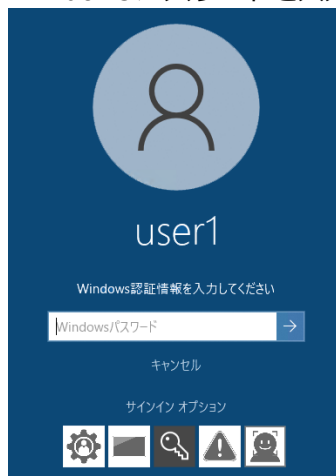 user1
Windows認証情報を入力してください
Windowsパスワード
キャンセル
サインイン オプション